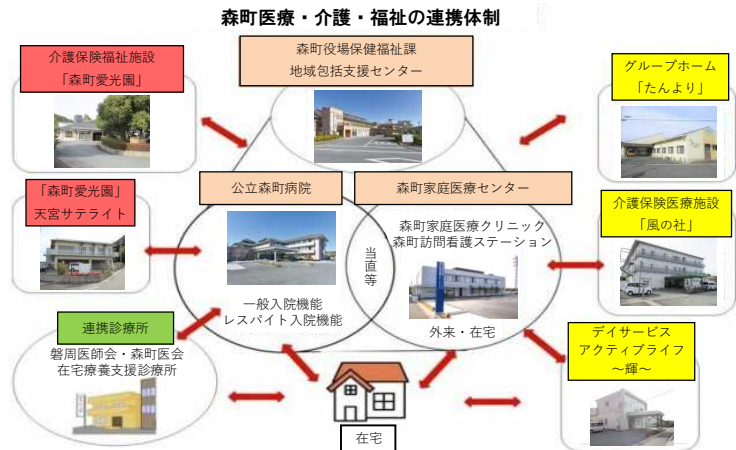 森町医療・介護・福祉の連携体制
介護保険福祉施設
「森町愛光園」
森町役場保健福祉課
地域包括支援センター
グループホーム
「たんより」
「森町愛光園」
天宮サテライト
公立森町病院
森町家庭医療センター
介護保険医療施設
「風の社」
森町家庭医療クリニック
森町訪問看護ステーション
当直等
一般入院機能
レスパイト入院機能
外来・在宅
連携診療所
磐周医師会・森町医会
在宅療養支援診療所
デイサービス
アクティブライフ
～輝～
在宅